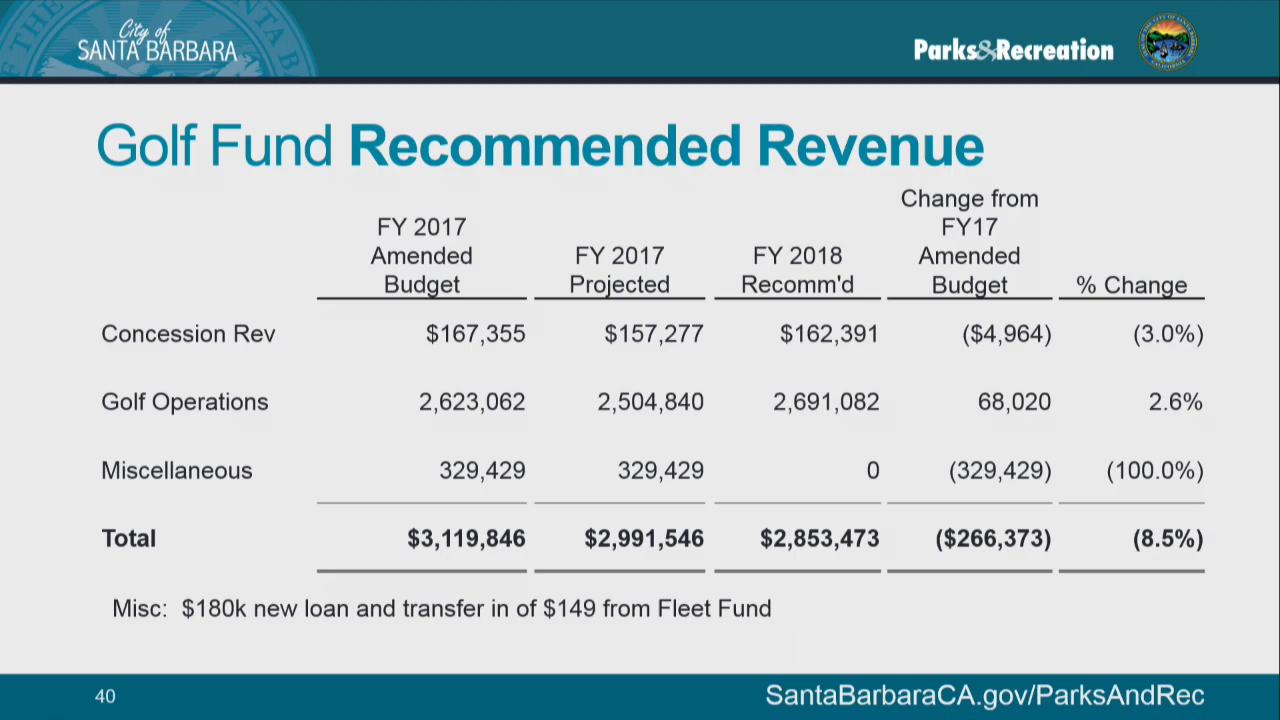 City of
SANTA BARBARA
Parks&Recreation
Golf Fund Recommended Revenue
FY 2017 Amended Budget FY 2017 Projected FY 2018 Recomm'd Change from FY17 Amended Budget % Change
Concession Rev $167,355 $157,277 $162,391 ($4,964) (3.0%)
Golf Operations 2,623,062 2,504,840 2,691,082 68,020 2.6%
Miscellaneous 329,429 329,429 0 (329,429) (100.0%)
Total $3,119,846 $2,991,546 $2,853,473 ($266,373) (8.5%)
Misc: $180k new loan and transfer in of $149 from Fleet Fund
40 SantaBarbaraCA.gov/ParksAndRec